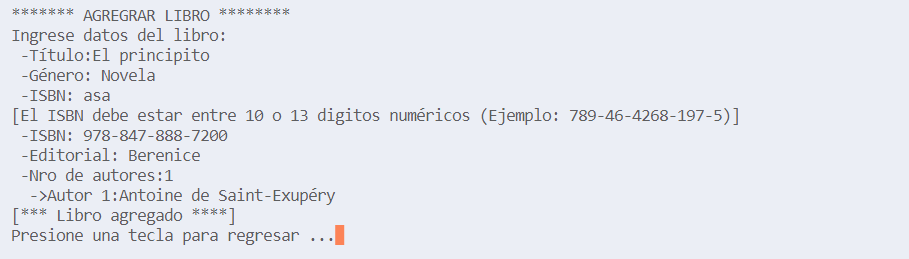 ******* AGREGRAR LIBRO ********
Ingrese datos del libro:
-Título:El principito
-Género: Novela
-ISBN: asa
[El ISBN debe estar entre 10 o 13 digitos numéricos (Ejemplo: 789-46-4268-197-5)]
-ISBN: 978-847-888-7200
-Editorial: Berenice
-Nro de autores:1
->Autor 1:Antoine de Saint-Exupéry
[*** Libro agregado ****]
Presione una tecla para regresar ...